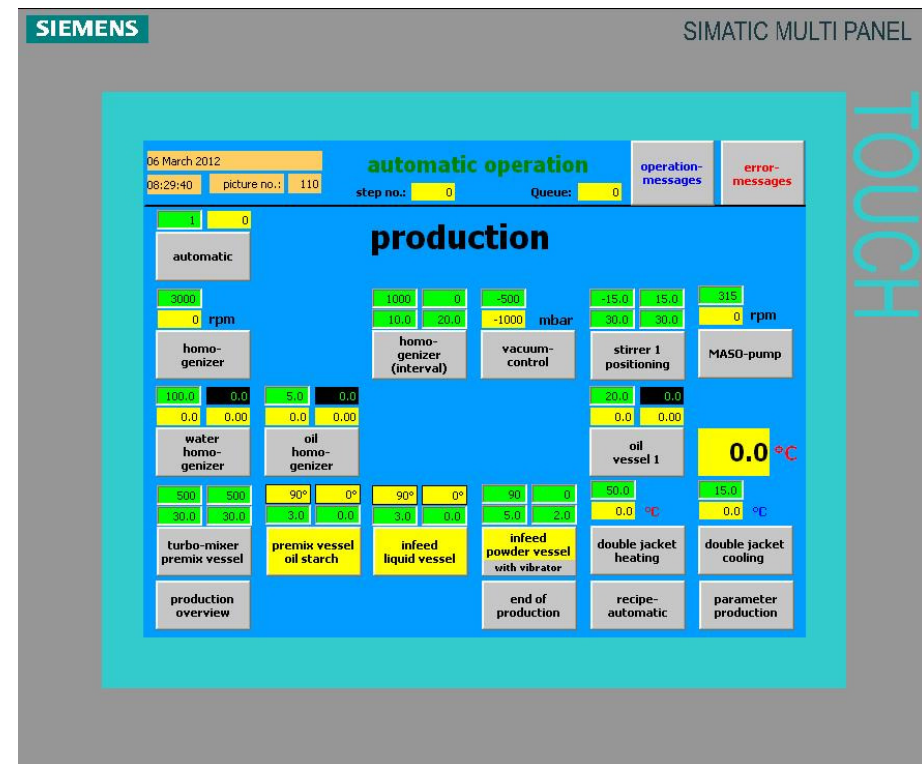 SIEMENS
SIMATIC MULTI PANEL
TOUCH
06 March 2012
08:29:40 picture no.: 110
automatic operation
step no.: 0 Queue: 0
operation-
messages
error-
messages
1 0
automatic
production
3000
0 rpm
homo-
genizer
1000 0
10.0 20.0
homo-
genizer
(interval)
-500
-1000 mbar
vacuum-
control
-15.0 15.0
30.0 30.0
stirrer 1
positioning
315
0 rpm
MASO-pump
100.0 0.0
0.0 0.00
water
homo-
genizer
5.0 0.0
0.0 0.00
oil
homo-
genizer
20.0 0.0
0.0 0.00
oil
vessel 1
0.0 °C
500 500
30.0 30.0
turbo-mixer
premix vessel
90° 0°
3.0 0.0
premix vessel
oil starch
90° 0°
3.0 0.0
infeed
liquid vessel
90 0
5.0 2.0
infeed
powder vessel
with vibrator
50.0
0.0 °C
double jacket
heating
15.0
0.0 °C
double jacket
cooling
production
overview
end of
production
recipe-
automatic
parameter
production